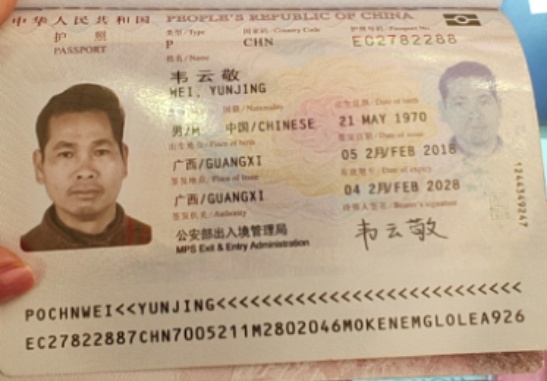 中华人民共和国 PEOPLE'S REPUBLIC OF CHINA
护照 类型/Type 国家码/Country Code 护照号码/Passport No.
PASSPORT P CHN EC2782288
姓名/Name
韦云敬
WEI, YUNJING
国籍/Nationality 出生日期/Date of birth
男/M 中国/CHINESE 21 MAY 1970
出生地点/Place of birth 签发日期/Date of issue
广西/GUANGXI 05 2月/FEB 2018
签发地点/Place of issue 有效期至/Date of expiry
广西/GUANGXI 04 2月/FEB 2028
签发机关/Authority 持照人签名/Bearer's signature
公安部出入境管理局 韦云敬
MPS Exit & Entry Administration
POCHNWEI<<YUNJING<<<<<<<<<<<<<<<<<<<<<<<<<<<
EC27822887CHN7005211M2802046MOKENEMGLOLEA926